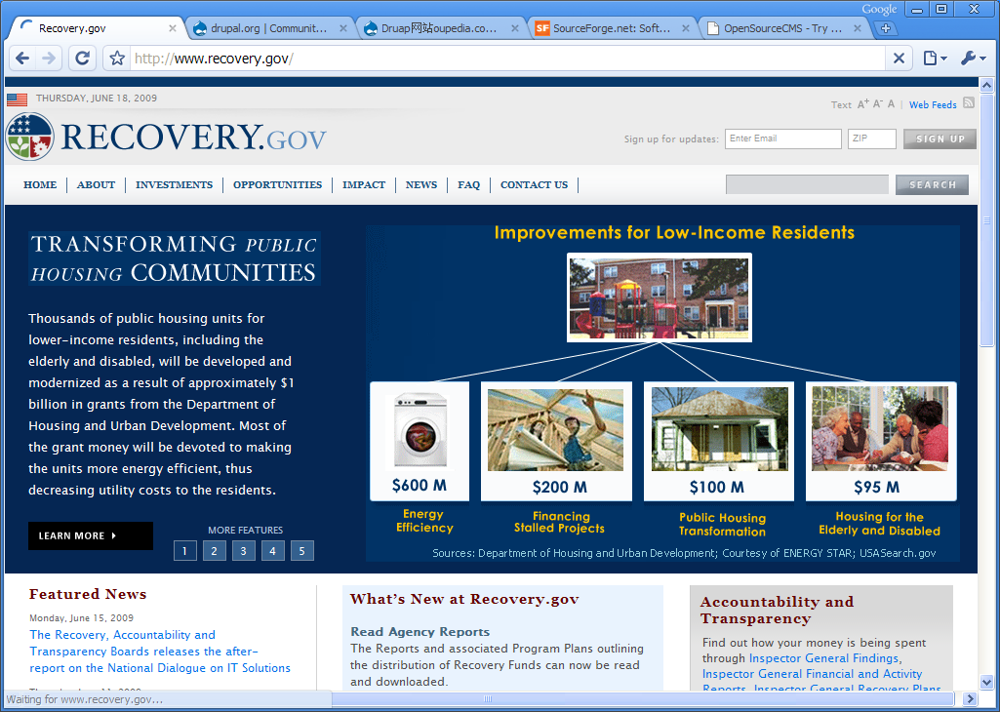 Google
Recovery.gov
drupal.org | Communit...
Druap网站oupedia.co...
SourceForge.net: Soft...
OpenSourceCMS - Try ...
http://www.recovery.gov/
THURSDAY, JUNE 18, 2009
Text A+ A- A | Web Feeds
RECOVERY.GOV
Sign up for updates: Enter Email ZIP SIGN UP
HOME ABOUT INVESTMENTS OPPORTUNITIES IMPACT NEWS FAQ CONTACT US SEARCH
TRANSFORMING PUBLIC
HOUSING COMMUNITIES
Thousands of public housing units for
lower-income residents, including the
elderly and disabled, will be developed and
modernized as a result of approximately $1
billion in grants from the Department of
Housing and Urban Development. Most of
the grant money will be devoted to making
the units more energy efficient, thus
decreasing utility costs to the residents.
LEARN MORE
MORE FEATURES
1 2 3 4 5
Improvements for Low-Income Residents
$600 M
Energy
Efficiency
$200 M
Financing
Stalled Projects
$100 M
Public Housing
Transformation
$95 M
Housing for the
Elderly and Disabled
Sources: Department of Housing and Urban Development; Courtesy of ENERGY STAR; USASearch.gov
Featured News
Monday, June 15, 2009
The Recovery, Accountability and
Transparency Boards releases the after-
report on the National Dialogue on IT Solutions
What's New at Recovery.gov
Read Agency Reports
The Reports and associated Program Plans outlining
the distribution of Recovery Funds can now be read
and downloaded.
Accountability and
Transparency
Find out how your money is being spent
through Inspector General Findings,
Inspector General Financial and Activity
Reports, Inspector General Recovery Plans
Waiting for www.recovery.gov...